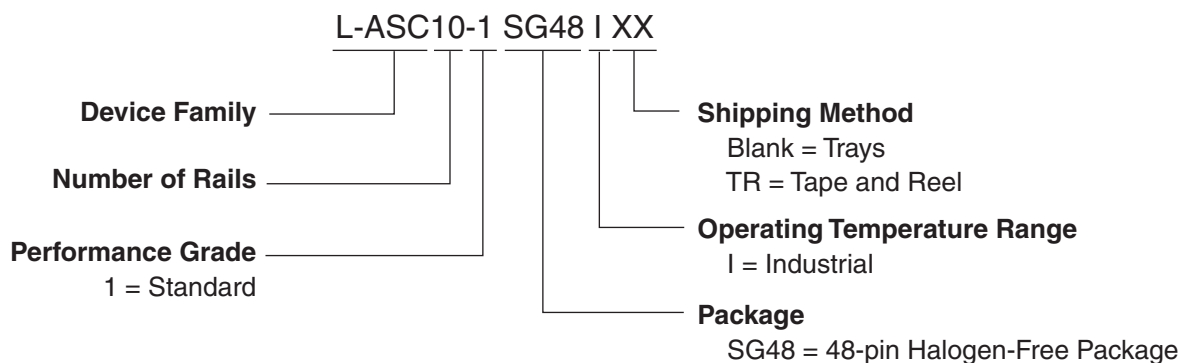 L-ASC10-1 SG48 I XX
Device Family
Number of Rails
Performance Grade
1 = Standard
Shipping Method
Blank = Trays
TR = Tape and Reel
Operating Temperature Range
I = Industrial
Package
SG48 = 48-pin Halogen-Free Package